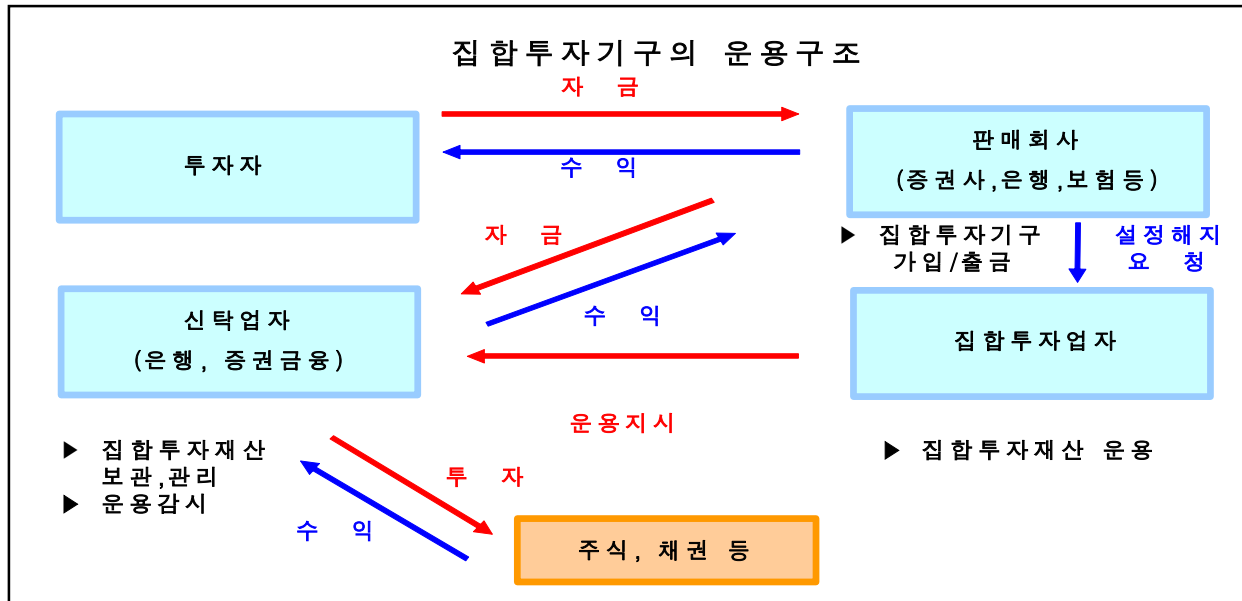 집합투자기구의 운용구조
자 금
투자자
수 익
판매회사
(증권사,은행,보험등)
자 금
▶ 집합투자기구
가입/출금
설정해지
요 청
신탁업자
(은행, 증권금융)
수 익
집합투자업자
운용지시
▶ 집합투자재산
보관,관리
▶ 운용감시
▶ 집합투자재산 운용
투 자
수 익
주식, 채권 등